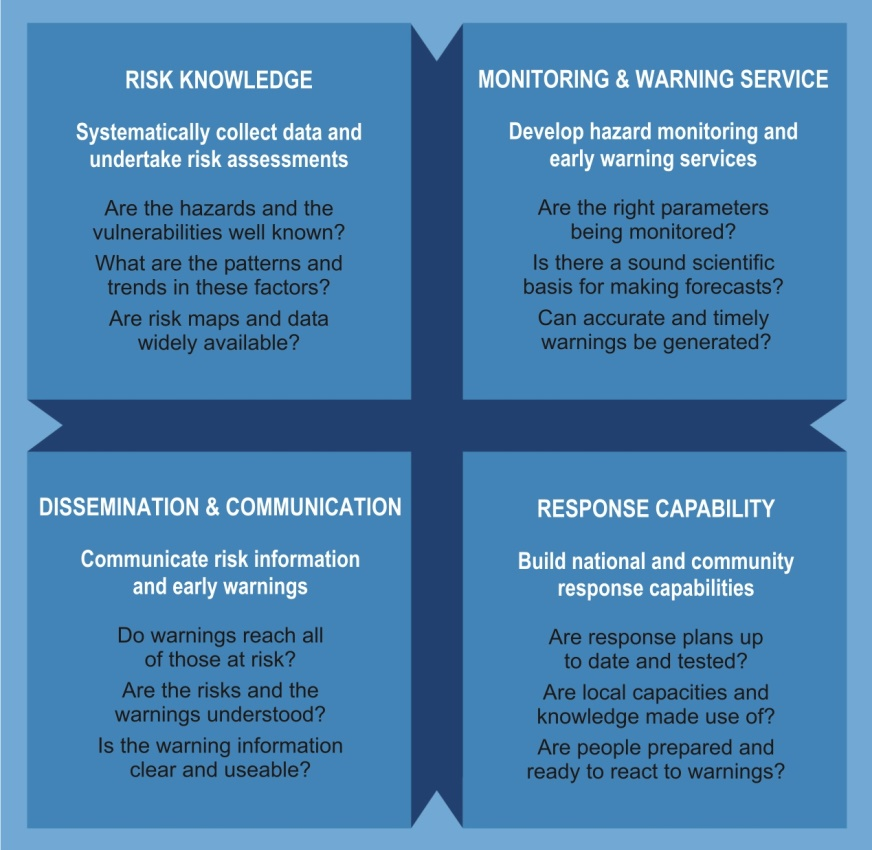 RISK KNOWLEDGE
Systematically collect data and
undertake risk assessments
Are the hazards and the
vulnerabilities well known?
What are the patterns and
trends in these factors?
Are risk maps and data
widely available?
MONITORING & WARNING SERVICE
Develop hazard monitoring and
early warning services
Are the right parameters
being monitored?
Is there a sound scientific
basis for making forecasts?
Can accurate and timely
warnings be generated?
DISSEMINATION & COMMUNICATION
Communicate risk information
and early warnings
Do warnings reach all
of those at risk?
Are the risks and the
warnings understood?
Is the warning information
clear and useable?
RESPONSE CAPABILITY
Build national and community
response capabilities
Are response plans up
to date and tested?
Are local capacities and
knowledge made use of?
Are people prepared and
ready to react to warnings?